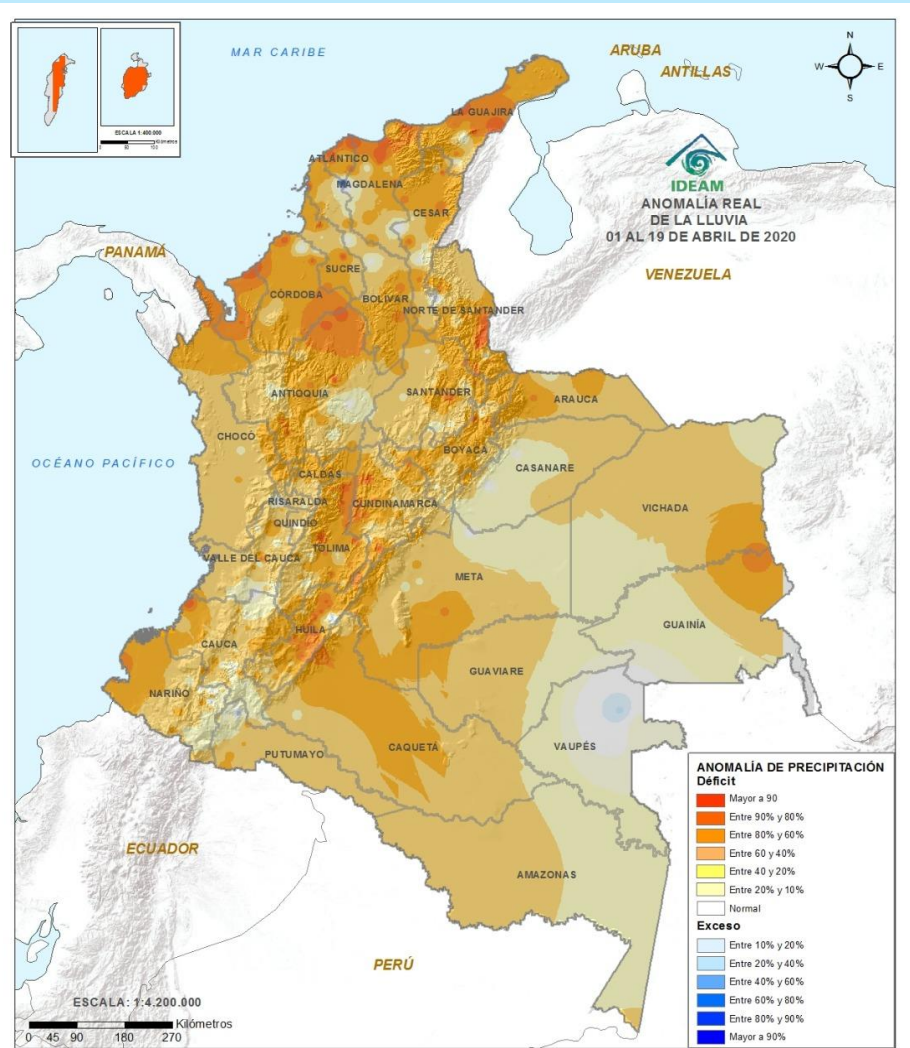 MAR CARIBE
ARUBA
ANTILLAS
N
W
E
S
ESCALA 1:400.000
LA GUAJIRA
IDEAM
ANOMALÍA REAL
DE LA LLUVIA
01 AL 19 DE ABRIL DE 2020
ATLÁNTICO
MAGDALENA
CESAR
PANAMÁ
VENEZUELA
SUCRE
CÓRDOBA
BOLÍVAR
NORTE DE SANTANDER
ANTIOQUIA
SANTANDER
ARAUCA
CHOCÓ
BOYACÁ
OCÉANO PACÍFICO
CASANARE
CALDAS
RISARALDA
CUNDINAMARCA
VICHADA
QUINDÍO
TOLIMA
VALLE DEL CAUCA
META
GUAINÍA
HUILA
CAUCA
GUAVIARE
NARIÑO
VAUPÉS
CAQUETÁ
PUTUMAYO
ECUADOR
AMAZONAS
PERÚ
ANOMALÍA DE PRECIPITACIÓN
Déficit
Mayor a 90
Entre 90% y 80%
Entre 80% y 60%
Entre 60 y 40%
Entre 40 y 20%
Entre 20% y 10%
Normal
Exceso
Entre 10% y 20%
Entre 20% y 40%
Entre 40% y 60%
Entre 60% y 80%
Entre 80% y 90%
Mayor a 90%
ESCALA: 1:4.200.000
Kilómetros
0 45 90 180 270